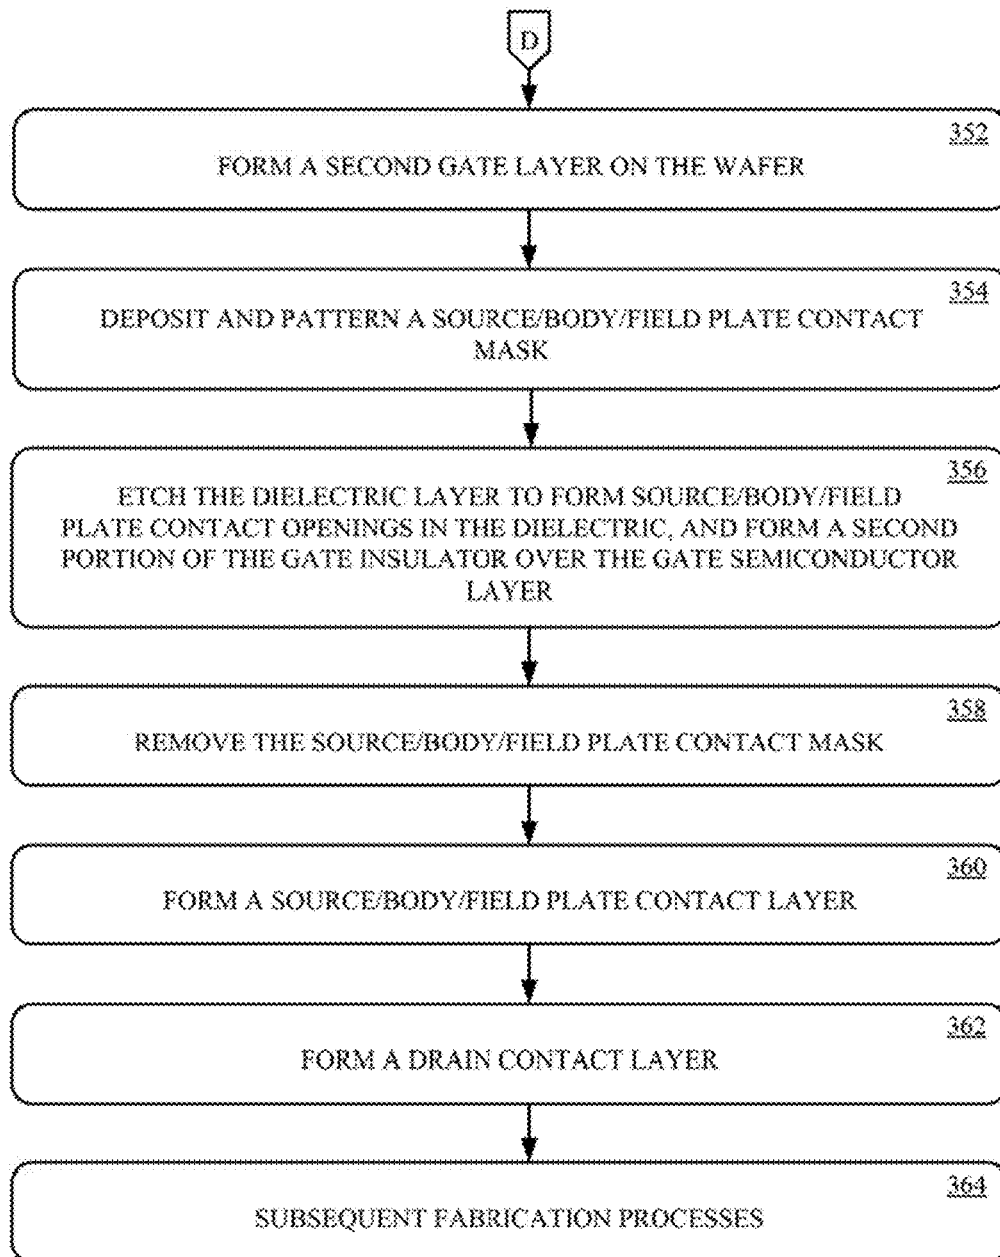 D
352
FORM A SECOND GATE LAYER ON THE WAFER
354
DEPOSIT AND PATTERN A SOURCE/BODY/FIELD PLATE CONTACT
MASK
356
ETCH THE DIELECTRIC LAYER TO FORM SOURCE/BODY/FIELD
PLATE CONTACT OPENINGS IN THE DIELECTRIC, AND FORM A SECOND
PORTION OF THE GATE INSULATOR OVER THE GATE SEMICONDUCTOR
LAYER
358
REMOVE THE SOURCE/BODY/FIELD PLATE CONTACT MASK
360
FORM A SOURCE/BODY/FIELD PLATE CONTACT LAYER
362
FORM A DRAIN CONTACT LAYER
364
SUBSEQUENT FABRICATION PROCESSES